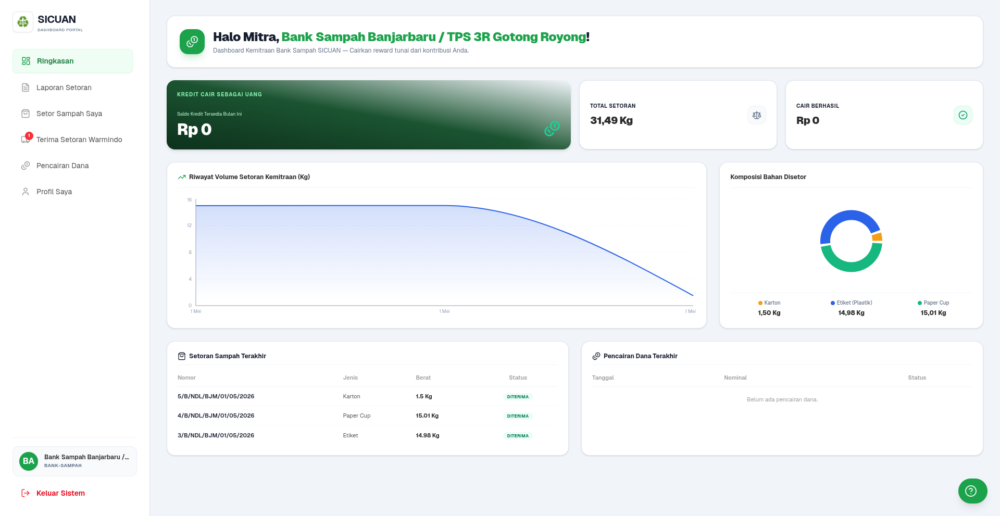 SICUAN
DASHBOARD PORTAL
Ringkasan
Laporan Setoran
Setor Sampah Saya
1
Terima Setoran Warmindo
Pencairan Dana
Profil Saya
BA
Bank Sampah Banjarbaru /...
BANK-SAMPAH
Keluar Sistem
Halo Mitra, Bank Sampah Banjarbaru / TPS 3R Gotong Royong!
Dashboard Kemitraan Bank Sampah SICUAN — Cairkan reward tunai dari kontribusi Anda.
KREDIT CAIR SEBAGAI UANG
Saldo Kredit Tersedia Bulan Ini
Rp 0
TOTAL SETORAN
31,49 Kg
CAIR BERHASIL
Rp 0
Riwayat Volume Setoran Kemitraan (Kg)
16
12
8
4
0
1 Mei 1 Mei 1 Mei
Komposisi Bahan Disetor
Karton Etiket (Plastik) Paper Cup
1,50 Kg 14,98 Kg 15,01 Kg
Setoran Sampah Terakhir
Nomor Jenis Berat Status
5/B/NDL/BJM/01/05/2026 Karton 1.5 Kg DITERIMA
4/B/NDL/BJM/01/05/2026 Paper Cup 15.01 Kg DITERIMA
3/B/NDL/BJM/01/05/2026 Etiket 14.98 Kg DITERIMA
Pencairan Dana Terakhir
Tanggal Nominal Status
Belum ada pencairan dana.